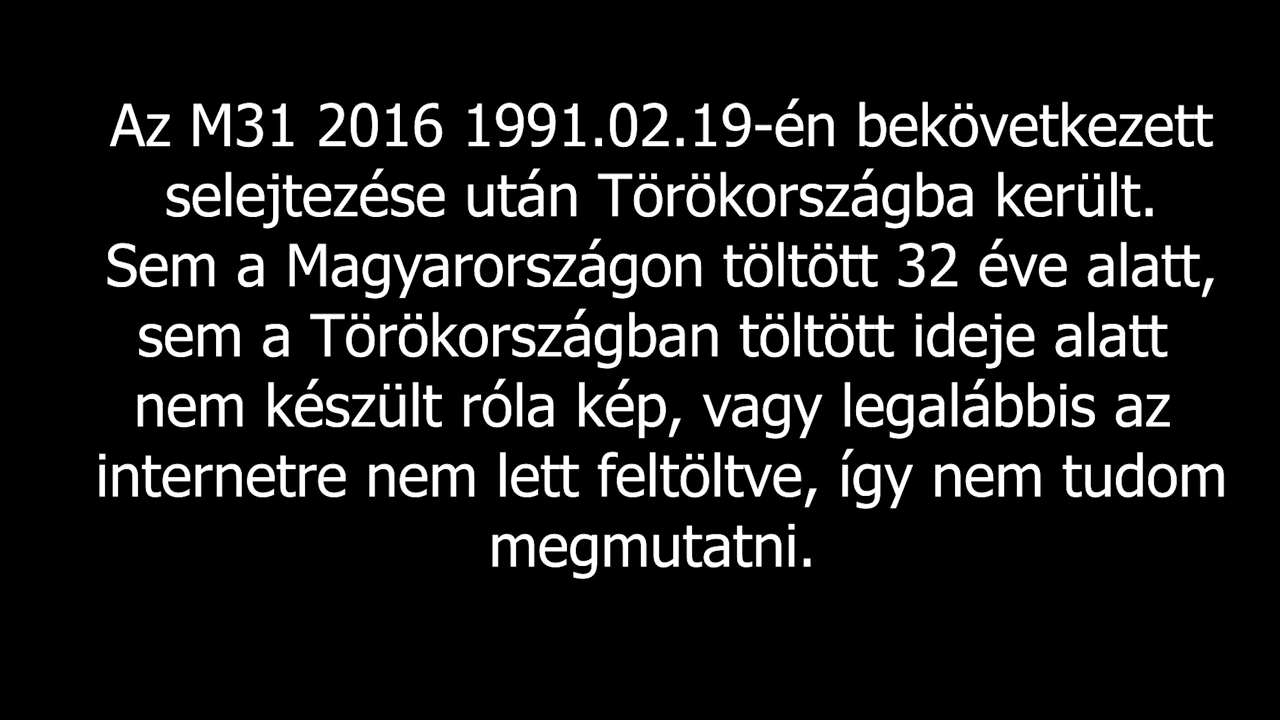 Az M31 2016 1991.02.19-én bekövetkezett
selejtezése után Törökországba került.
Sem a Magyarországon töltött 32 éve alatt,
sem a Törökországban töltött ideje alatt
nem készült róla kép, vagy legalábbis az
internetre nem lett feltöltve, így nem tudom
megmutatni.